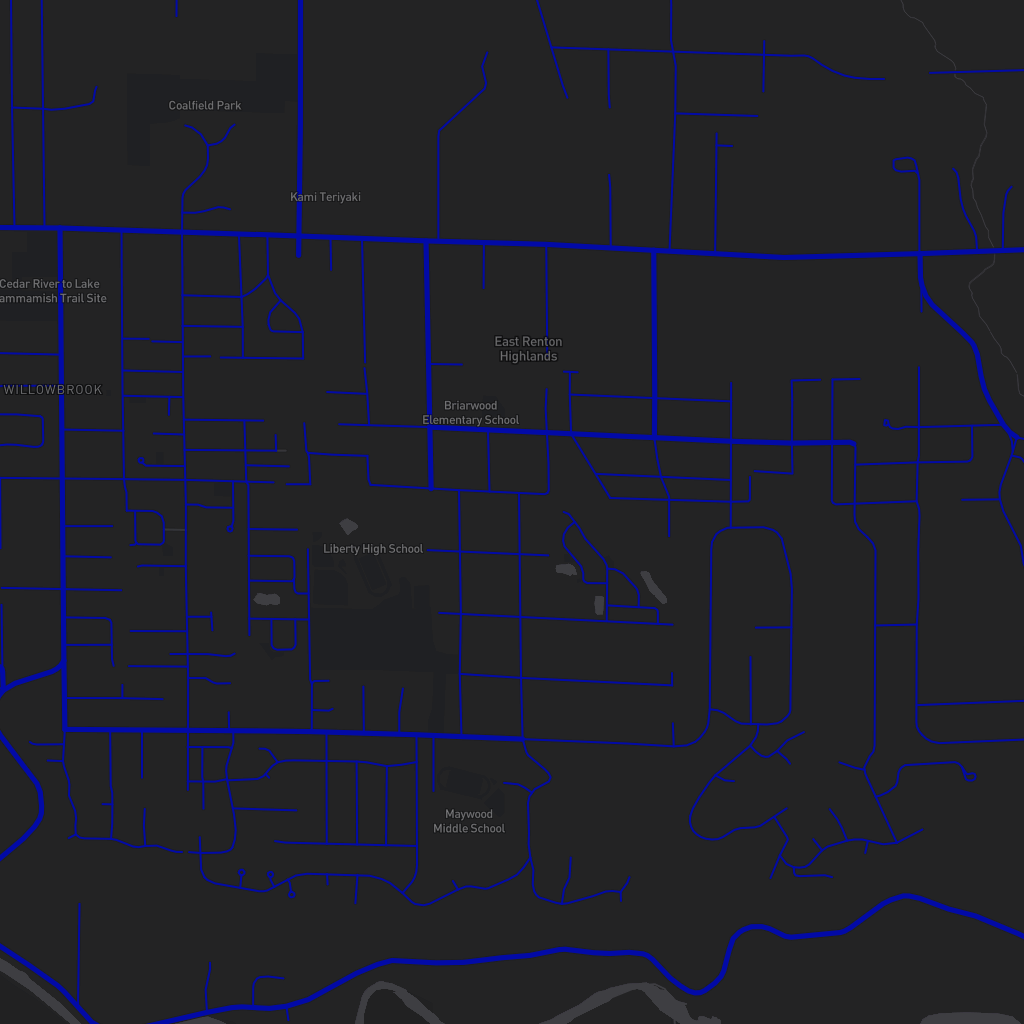 Coalfield Park
Kami Teriyaki
Cedar River to Lake
ammamish Trail Site
East Renton
Highlands
WILLOWBROOK
Briarwood
Elementary School
Liberty High School
Maywood
Middle School